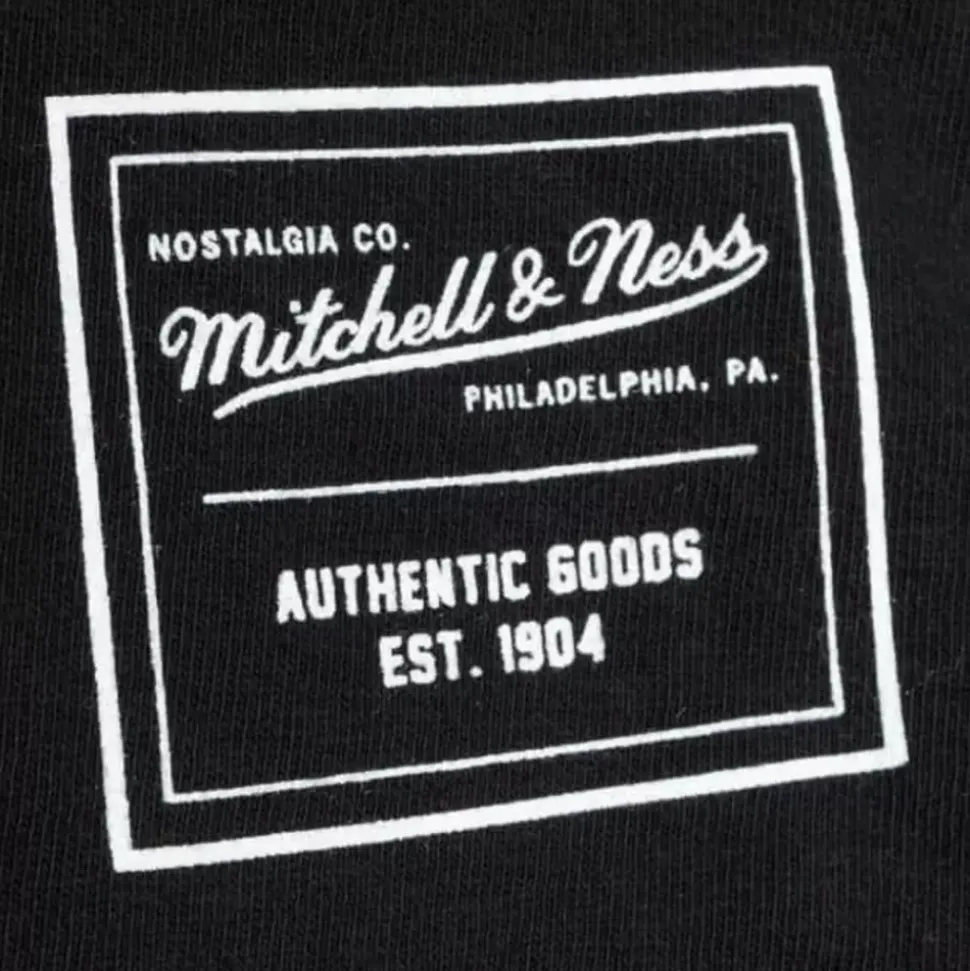 NOSTALGIA CO.
Mitchell & Ness
PHILADELPHIA, PA.
AUTHENTIC GOODS
EST. 1904